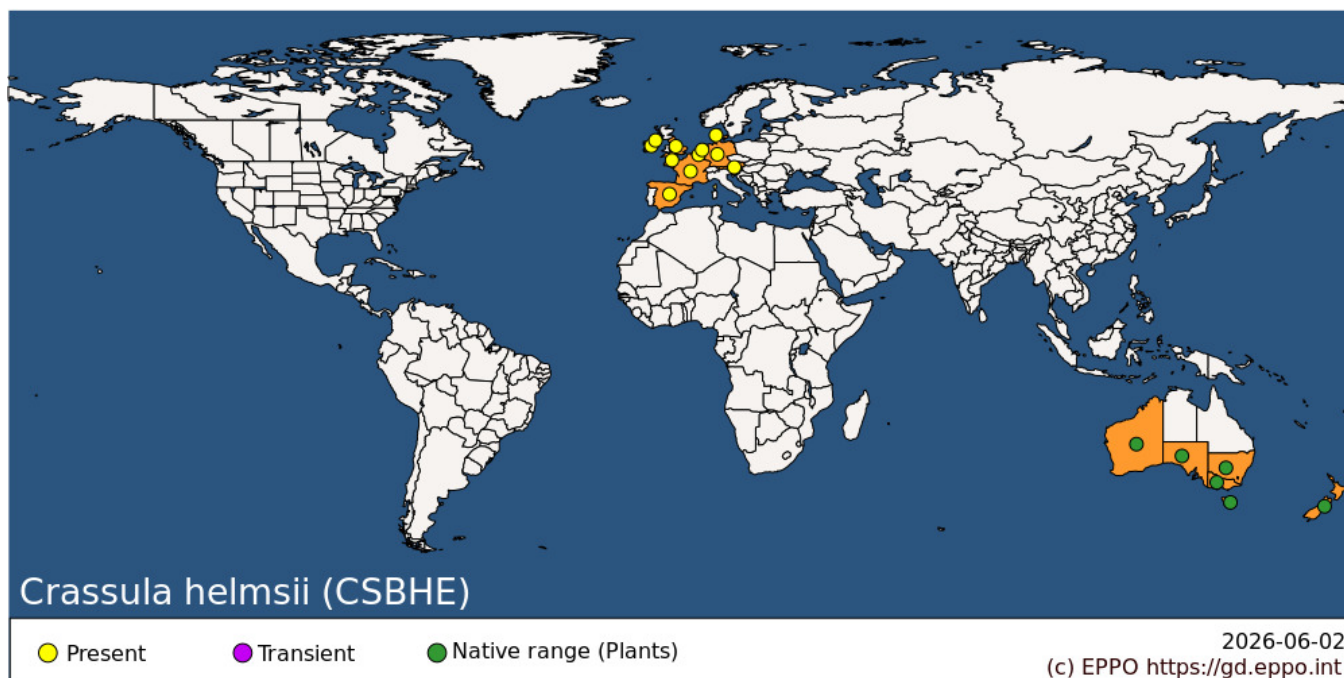 Crassula helmsii (CSBHE)
Present
Transient
Native range (Plants)
2026-06-02
(c) EPPO https://gd.eppo.int